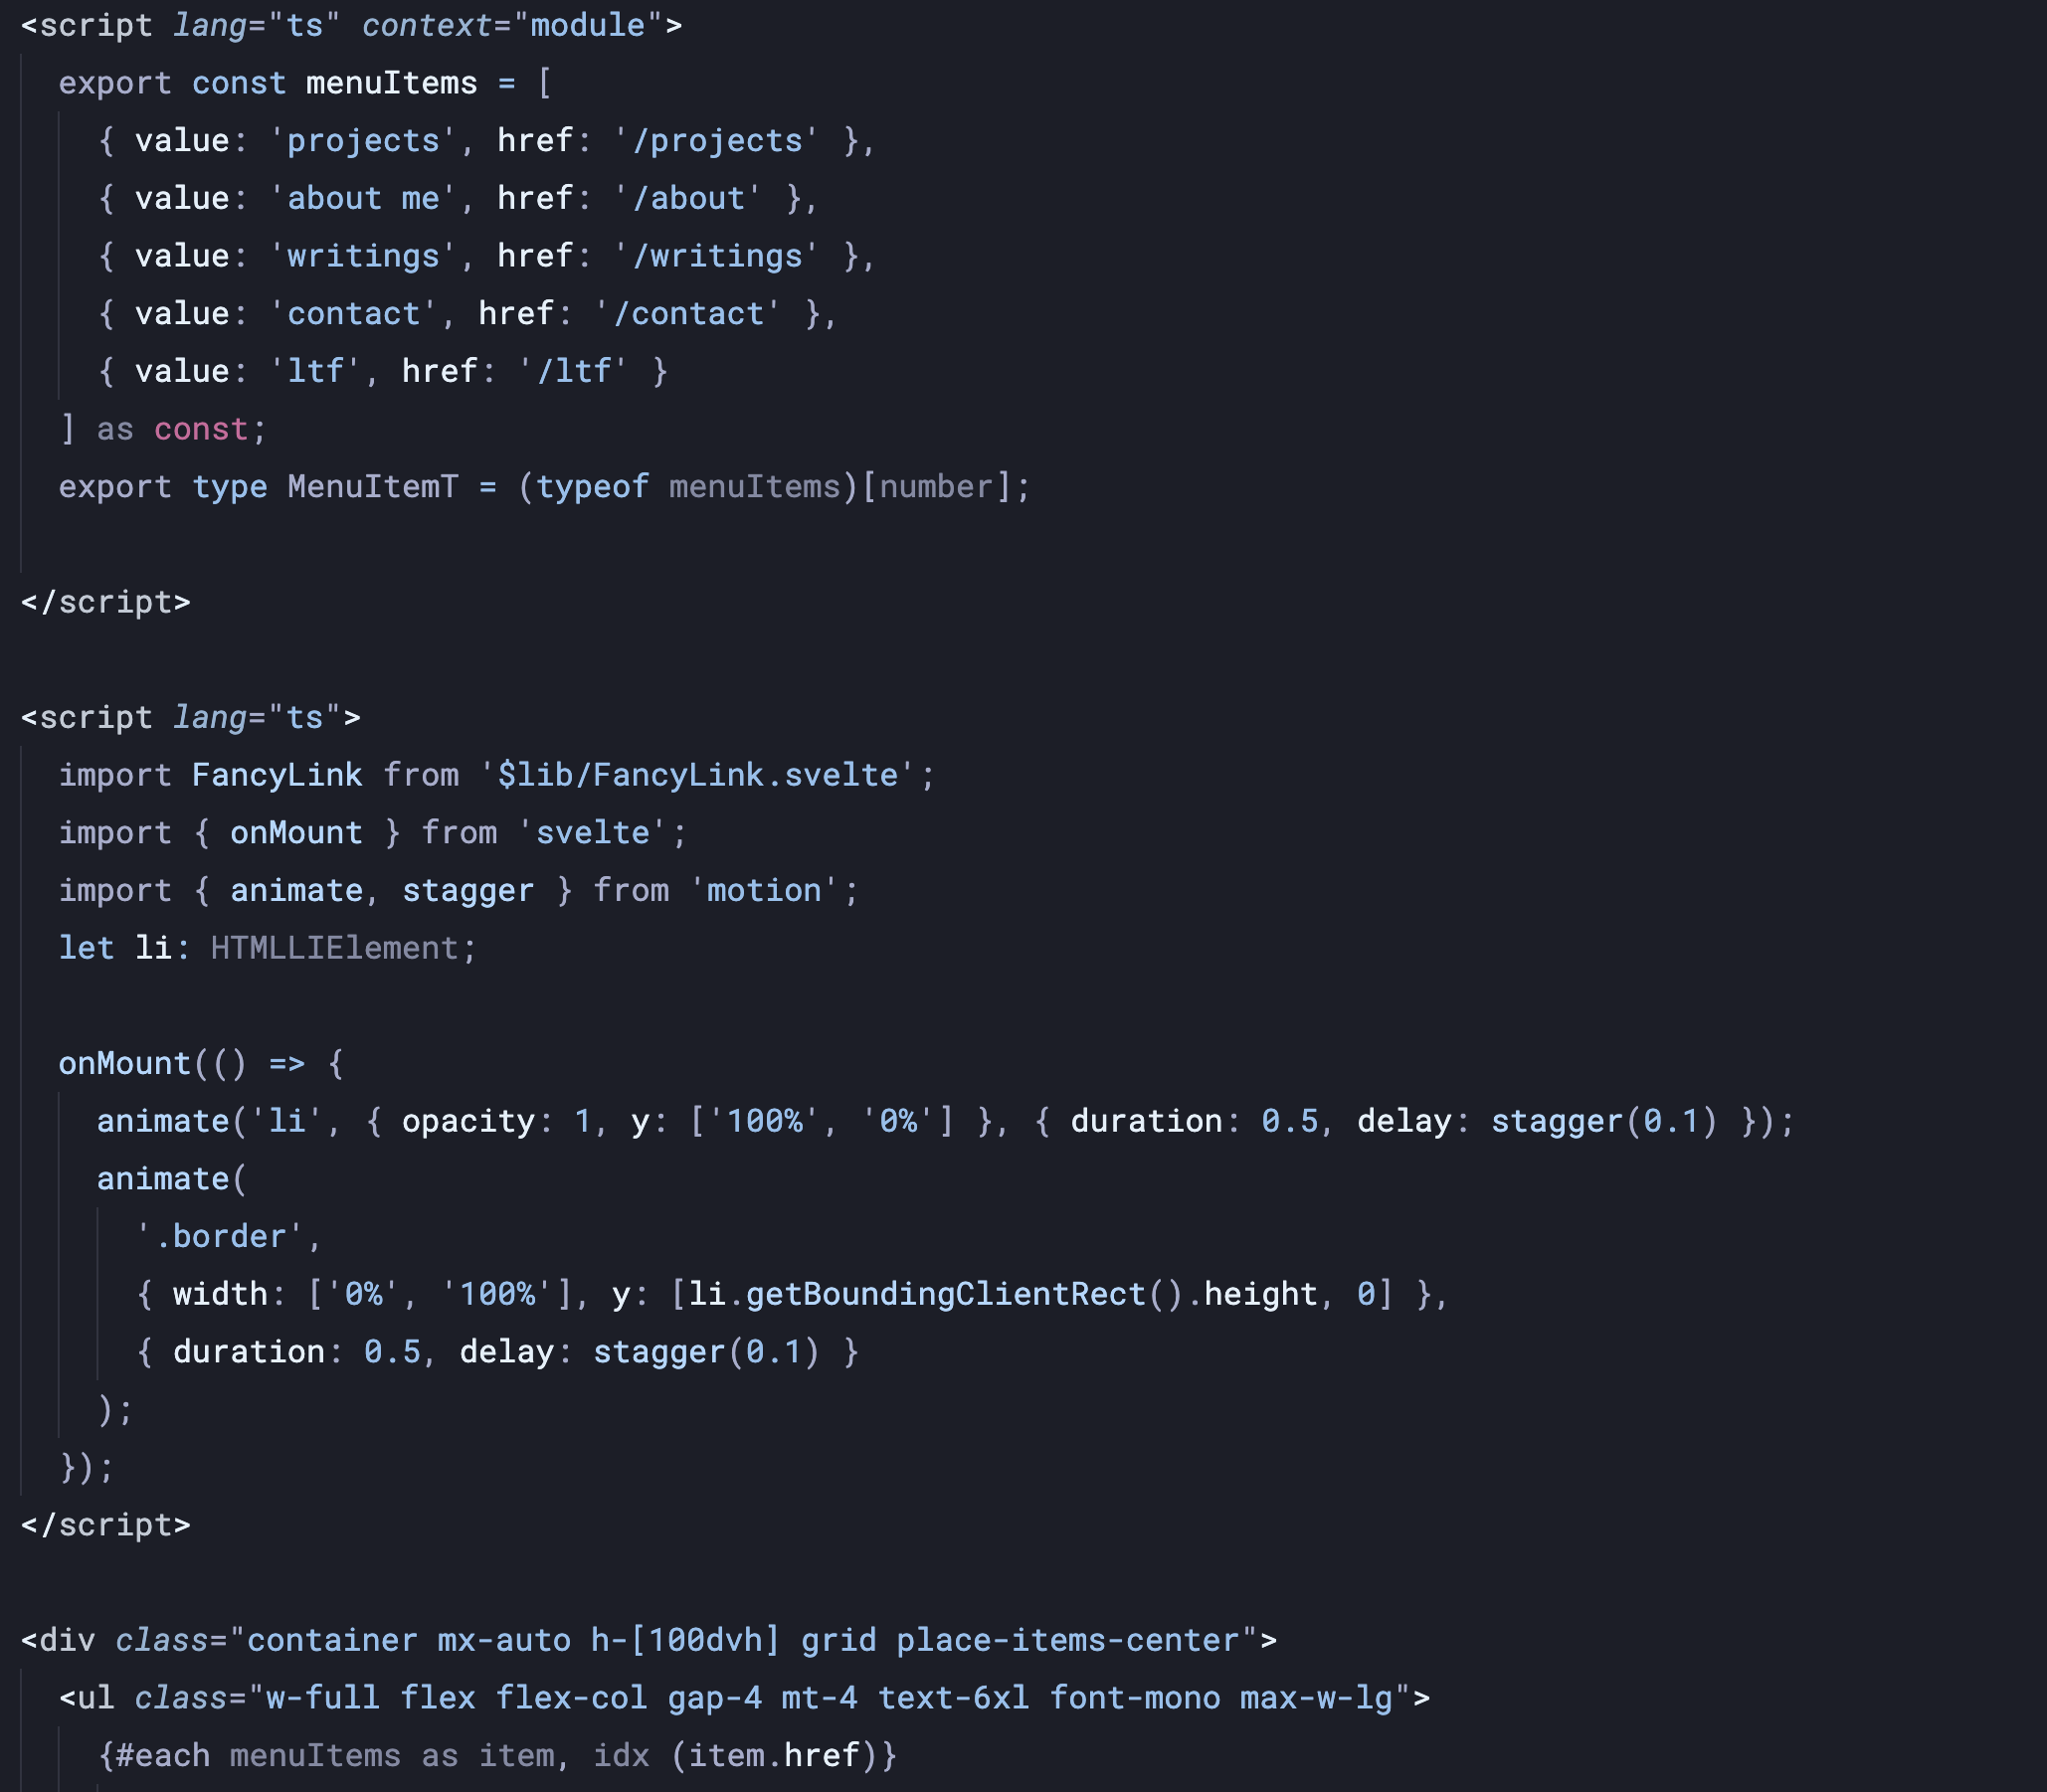 <script lang="ts" context="module">
export const menuItems = [
{ value: 'projects', href: '/projects' },
{ value: 'about me', href: '/about' },
{ value: 'writings', href: '/writings' },
{ value: 'contact', href: '/contact' },
{ value: 'ltf', href: '/ltf' }
] as const;
export type MenuItemT = (typeof menuItems)[number];
</script>
<script lang="ts">
import FancyLink from '$lib/FancyLink.svelte';
import { onMount } from 'svelte';
import { animate, stagger } from 'motion';
let li: HTMLLIElement;
onMount(() => {
animate('li', { opacity: 1, y: ['100%', '0%'] }, { duration: 0.5, delay: stagger(0.1) });
animate(
'.border',
{ width: ['0%', '100%'], y: [li.getBoundingClientRect().height, 0] },
{ duration: 0.5, delay: stagger(0.1) }
);
});
</script>
<div class="container mx-auto h-[100dvh] grid place-items-center">
<ul class="w-full flex flex-col gap-4 mt-4 text-6xl font-mono max-w-lg">
{#each menuItems as item, idx (item.href)}